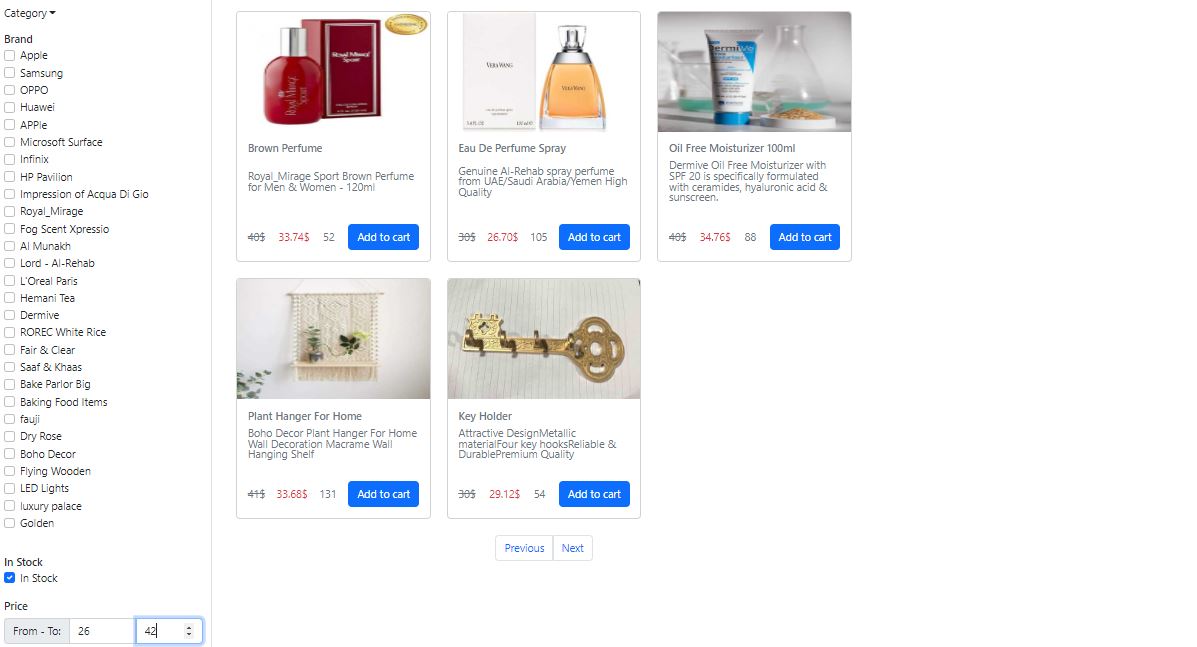 Category
Brand
Apple
Samsung
OPPO
Huawei
APPle
Microsoft Surface
Infinix
HP Pavilion
Impression of Acqua Di Gio
Royal_Mirage
Fog Scent Xpressio
Al Munakh
Lord - Al-Rehab
L'Oreal Paris
Hemani Tea
Dermive
ROREC White Rice
Fair & Clear
Saaf & Khaas
Bake Parlor Big
Baking Food Items
fauji
Dry Rose
Boho Decor
Flying Wooden
LED Lights
luxury palace
Golden
In Stock
In Stock
Price
From - To: 26 42
Royal Mirage
Sport
Royal Mirage
Sport
Brown Perfume
Royal_Mirage Sport Brown Perfume
for Men & Women - 120ml
40$ 33.74$ 52 Add to cart
VERA WANG
VERA WANG
Eau De Perfume Spray
Genuine Al-Rehab spray perfume
from UAE/Saudi Arabia/Yemen High
Quality
30$ 26.70$ 105 Add to cart
DermiVe
Oil Free Moisturizer 100ml
Dermive Oil Free Moisturizer with
SPF 20 is specifically formulated
with ceramides, hyaluronic acid &
sunscreen.
40$ 34.76$ 88 Add to cart
Plant Hanger For Home
Boho Decor Plant Hanger For Home
Wall Decoration Macrame Wall
Hanging Shelf
41$ 33.68$ 131 Add to cart
Key Holder
Attractive DesignMetallic
materialFour key hooksReliable &
DurablePremium Quality
30$ 29.12$ 54 Add to cart
Previous Next